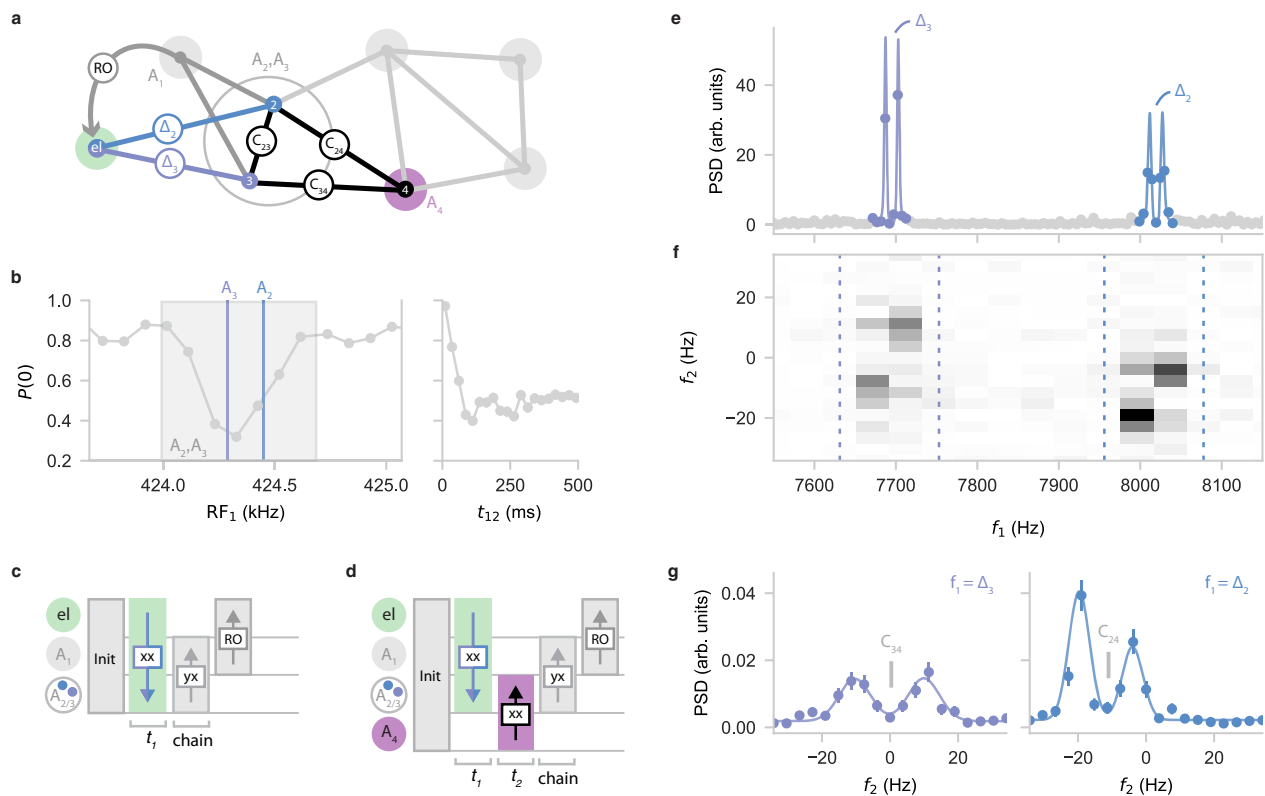 a
RO
A₁
A₂,A₃
el
Δ₂
Δ₃
2
3
C₂₃
C₂₄
C₃₄
4
A₄
b
A₃ A₂
P(0)
1.0
0.8
0.6
0.4
0.2
A₂,A₃
424.0 424.5 425.0
RF₁ (kHz)
0 250 500
t₁₂ (ms)
c
el
A₁
A₂/₃
Init
xx
yx
RO
t₁ chain
d
el
A₁
A₂/₃
A₄
Init
xx
xx
yx
RO
t₁ t₂ chain
e
Δ₃
Δ₂
PSD (arb. units)
40
20
0
f
f₂ (Hz)
20
0
−20
7600 7700 7800 7900 8000 8100
f₁ (Hz)
g
PSD (arb. units)
0.04
0.02
0.00
f₁ = Δ₃
C₃₄
−20 0 20
f₂ (Hz)
f₁ = Δ₂
C₂₄
−20 0 20
f₂ (Hz)